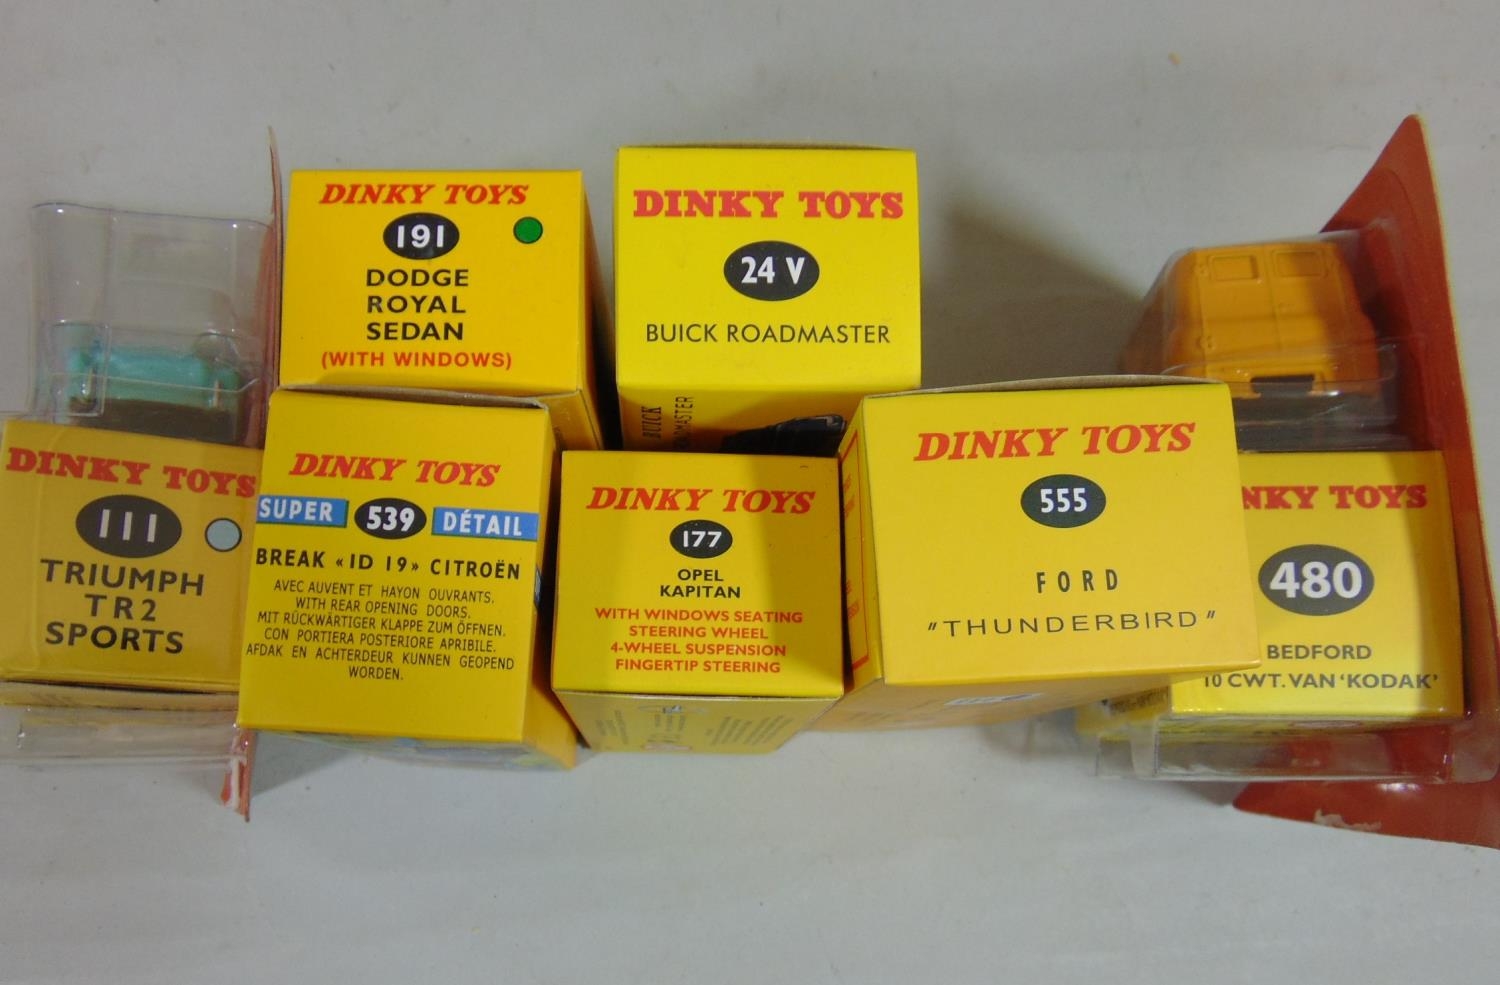 DINKY TOYS
191
DODGE
ROYAL
SEDAN
(WITH WINDOWS)
DINKY TOYS
24 V
BUICK ROADMASTER
BUICK
DINKY TOYS
111
TRIUMPH
TR2
SPORTS
DINKY TOYS
SUPER 539 DÉTAIL
BREAK «ID 19» CITROËN
AVEC AUVENT ET HAYON OUVRANTS.
WITH REAR OPENING DOORS.
MIT RÜCKWÄRTIGER KLAPPE ZUM ÖFFNEN.
CON PORTIERA POSTERIORE APRIBILE.
AFDAK EN ACHTERDEUR KUNNEN GEOPEND
WORDEN.
DINKY TOYS
177
OPEL
KAPITAN
WITH WINDOWS SEATING
STEERING WHEEL
4-WHEEL SUSPENSION
FINGERTIP STEERING
DINKY TOYS
555
FORD
"THUNDERBIRD"
NKY TOYS
480
BEDFORD
10 CWT. VAN 'KODAK'